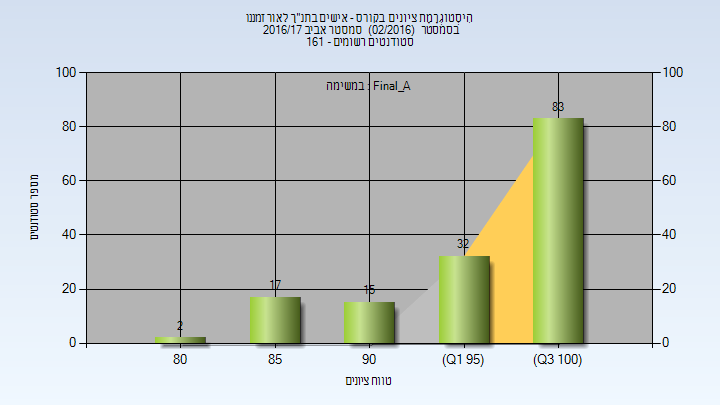 היסטוגרמת ציונים בקורס - אישים בתנ"ך לאור זמננו
בסמסטר (02/2016) סמסטר אביב 2016/17
סטודנטים רשומים - 161
במשימה : Final_A
100
80
60
40
20
0
100
80
60
40
20
0
מספר סטודנטים
2
17
15
32
83
80
85
90
(Q1 95)
(Q3 100)
טווח ציונים